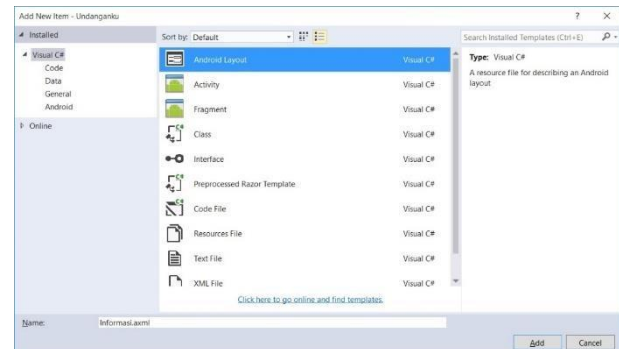 Add New Item - Undanganku ? ×
Installed
Visual C#
Code
Data
General
Android
Online
Sort by: Default
Search Installed Templates (Ctrl+E)
Android Layout Visual C#
Activity Visual C#
Fragment Visual C#
Class Visual C#
Interface Visual C#
Preprocessed Razor Template Visual C#
Code File Visual C#
Resources File Visual C#
Text File Visual C#
XML File Visual C#
Click here to go online and find templates.
Type: Visual C#
A resource file for describing an Android
layout
Name: Informasi.axml
Add Cancel